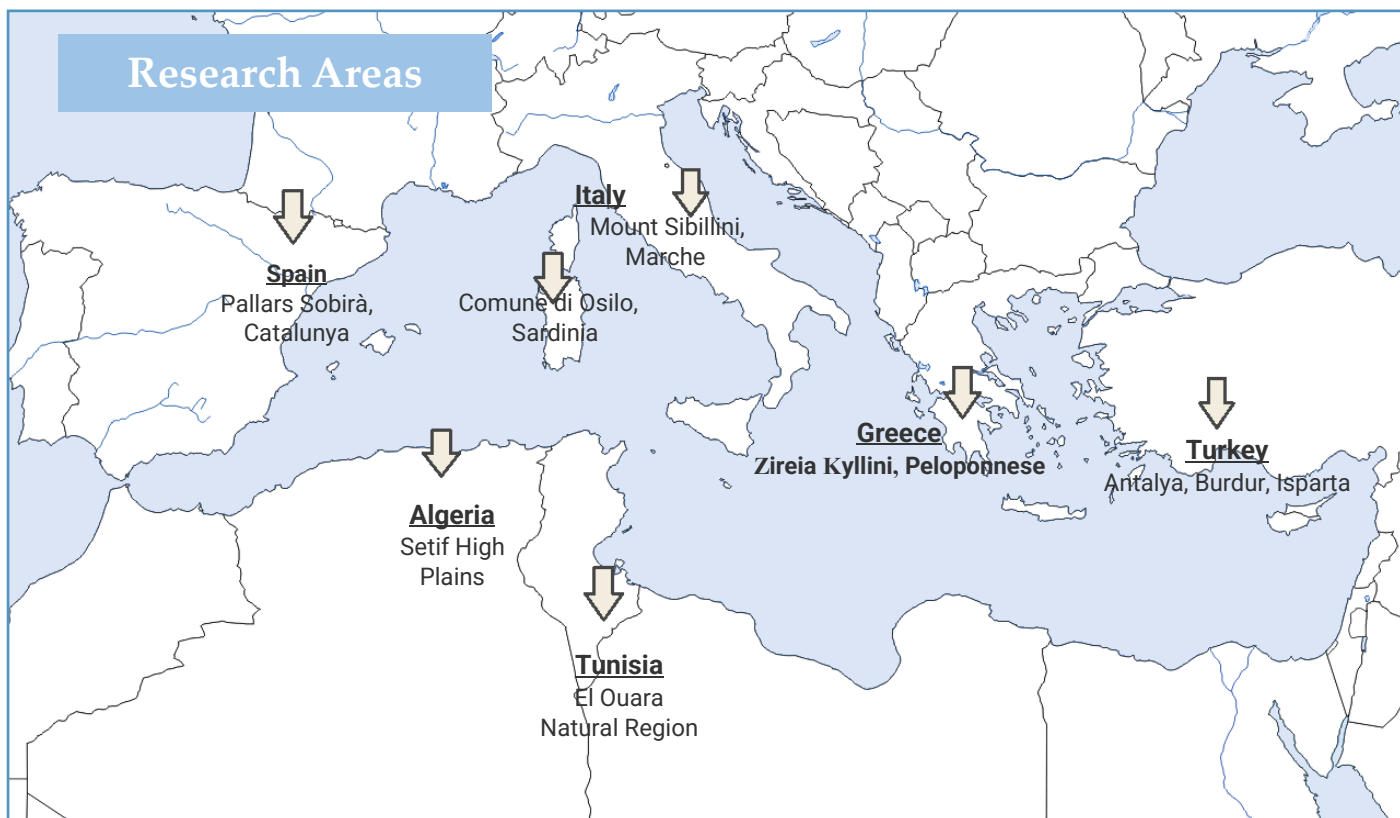 Research Areas
Italy
Mount Sibillini,
Marche
Spain
Pallars Sobirà,
Catalunya
Comune di Osilo,
Sardinia
Greece
Zireia Kyllini, Peloponnese
Turkey
Antalya, Burdur, Isparta
Algeria
Setif High
Plains
Tunisia
El Ouara
Natural Region